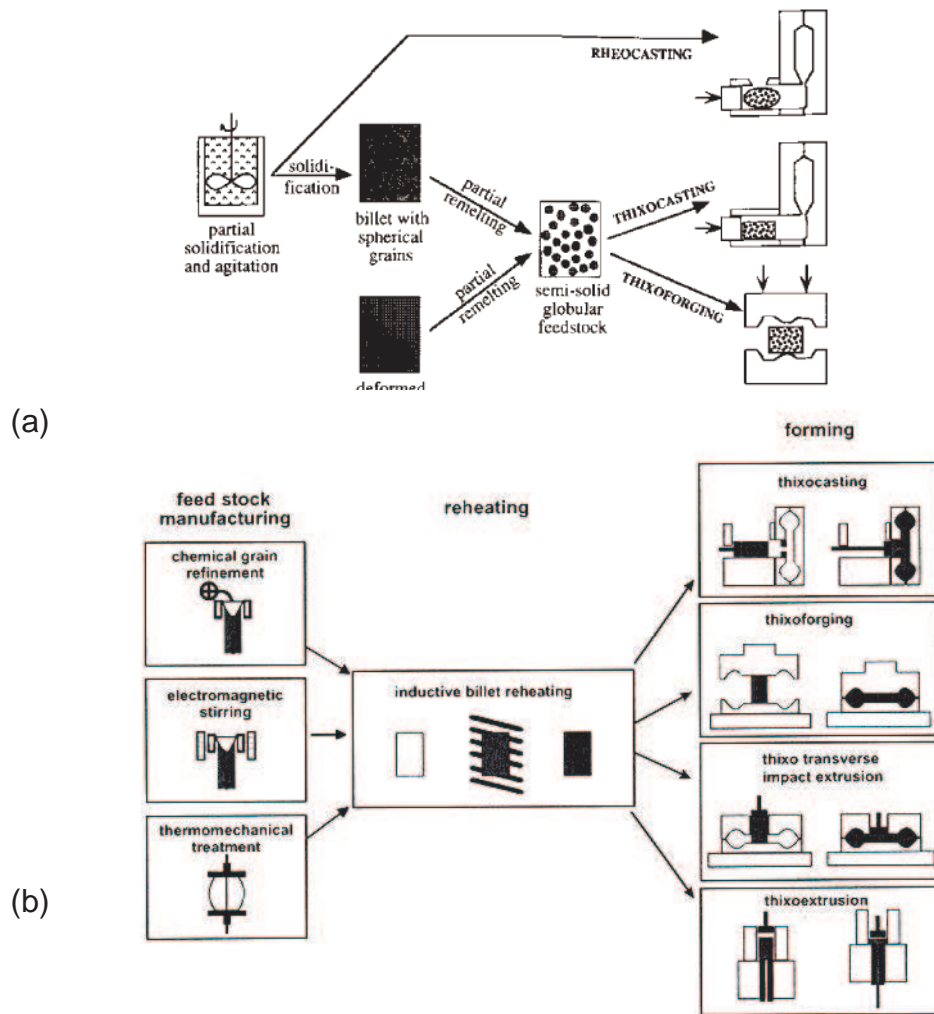 RHEOCASTING
solidi-
fication
partial
solidification
and agitation
billet with
spherical
grains
partial
remelting
partial
remelting
deformed
semi-solid
globular
feedstock
THIXOCASTING
THIXOFORGING
(a)
feed stock
manufacturing
reheating
forming
chemical grain
refinement
electromagnetic
stirring
thermomechanical
treatment
inductive billet reheating
thixocasting
thixoforging
thixo transverse
impact extrusion
thixoextrusion
(b)